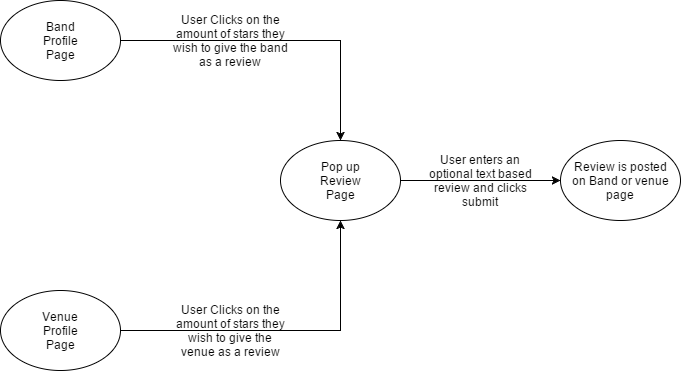 Band
Profile
Page
User Clicks on the
amount of stars they
wish to give the band
as a review
Pop up
Review
Page
User enters an
optional text based
review and clicks
submit
Review is posted
on Band or venue
page
Venue
Profile
Page
User Clicks on the
amount of stars they
wish to give the
venue as a review